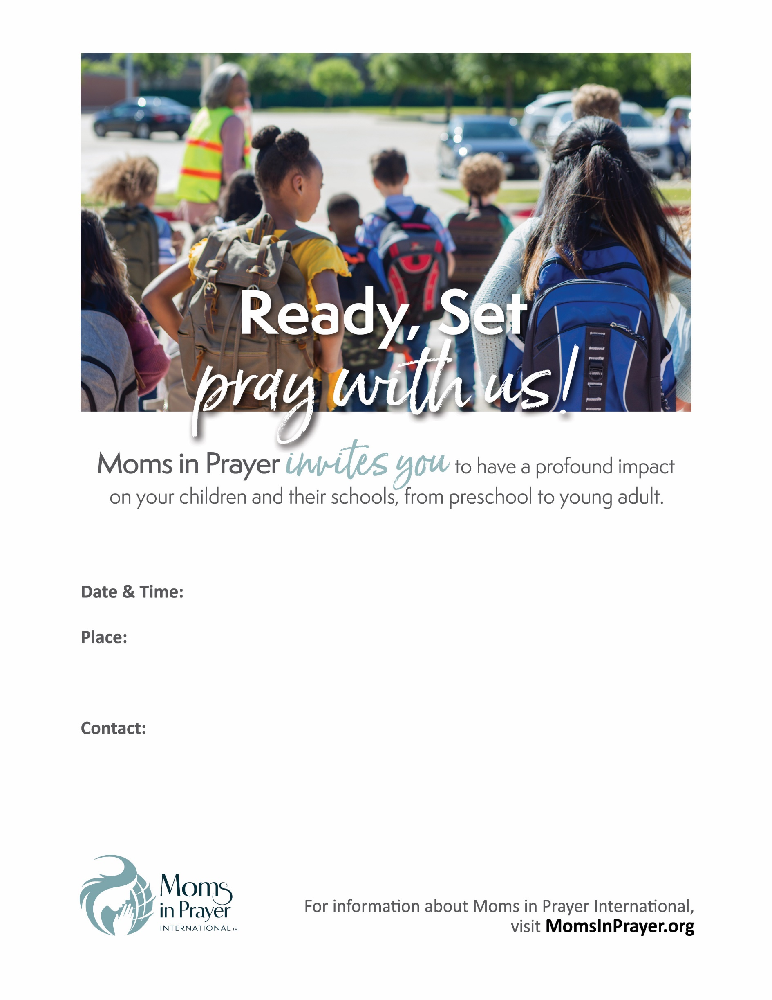 Ready, Set
pray with us!
Moms in Prayer invites you to have a profound impact
on your children and their schools, from preschool to young adult.
Date & Time:
Place:
Contact:
Moms
in Prayer
INTERNATIONAL™
For information about Moms in Prayer International,
visit MomsInPrayer.org